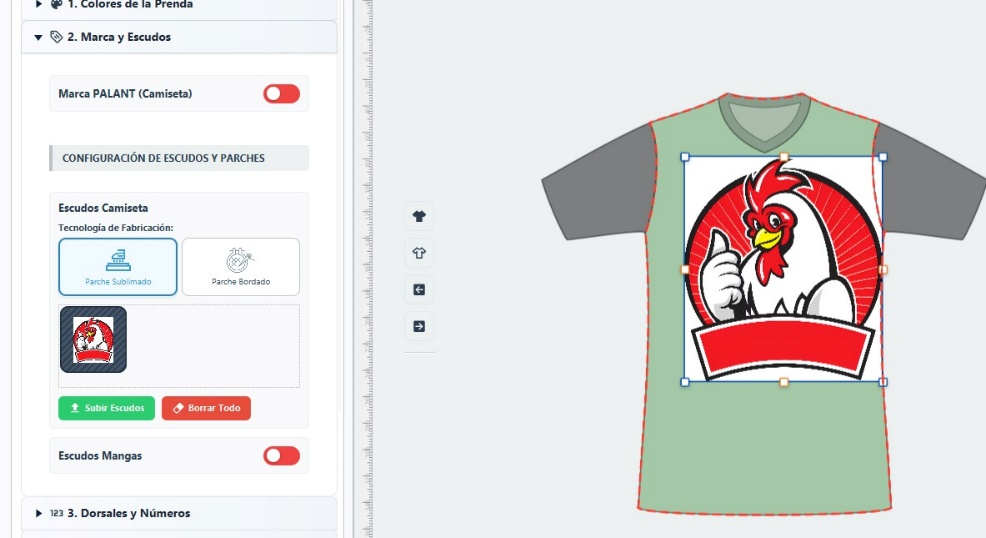 1. Colores de la Prenda
2. Marca y Escudos
Marca PALANT (Camiseta)
CONFIGURACIÓN DE ESCUDOS Y PARCHES
Escudos Camiseta
Tecnología de Fabricación:
Parche Sublimado
Parche Bordado
Subir Escudos
Borrar Todo
Escudos Mangas
123 3. Dorsales y Números